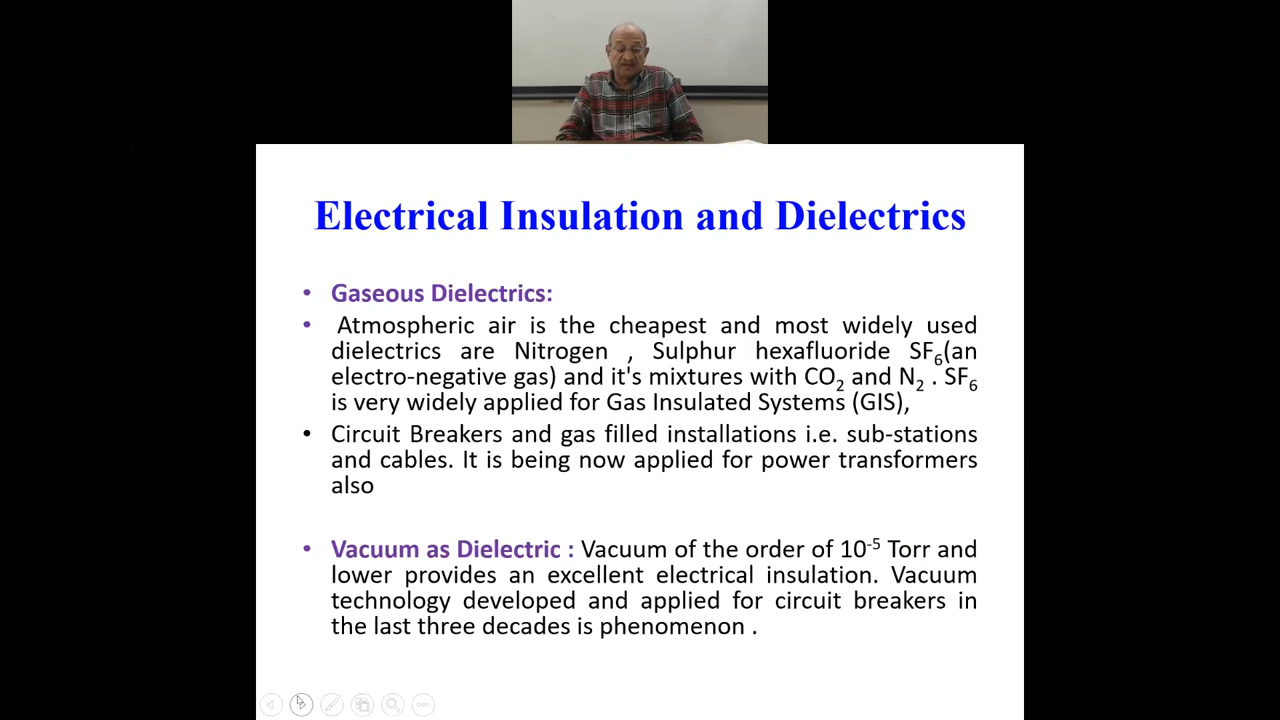 Electrical Insulation and Dielectrics
• Gaseous Dielectrics:
• Atmospheric air is the cheapest and most widely used
dielectrics are Nitrogen , Sulphur hexafluoride SF₆(an
electro-negative gas) and it's mixtures with CO₂ and N₂ . SF₆
is very widely applied for Gas Insulated Systems (GIS),
• Circuit Breakers and gas filled installations i.e. sub-stations
and cables. It is being now applied for power transformers
also
• Vacuum as Dielectric : Vacuum of the order of 10⁻⁵ Torr and
lower provides an excellent electrical insulation. Vacuum
technology developed and applied for circuit breakers in
the last three decades is phenomenon .